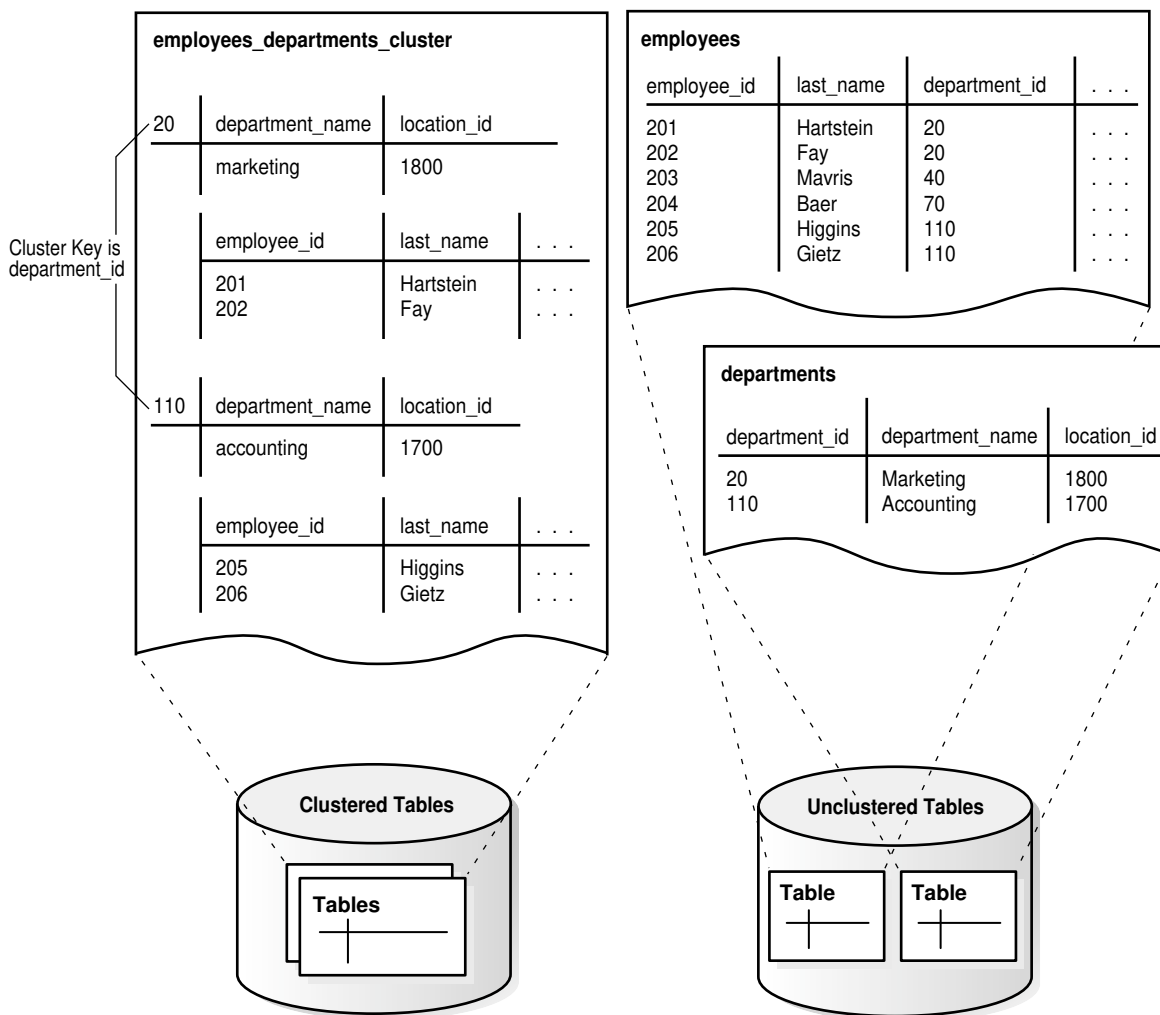 employees_departments_cluster
20 department_name location_id
marketing 1800
employee_id last_name . . .
201 Hartstein . . .
202 Fay . . .
Cluster Key is
department_id
110 department_name location_id
accounting 1700
employee_id last_name . . .
205 Higgins . . .
206 Gietz . . .
employees
employee_id last_name department_id . . .
201 Hartstein 20 . . .
202 Fay 20 . . .
203 Mavris 40 . . .
204 Baer 70 . . .
205 Higgins 110 . . .
206 Gietz 110 . . .
departments
department_id department_name location_id
20 Marketing 1800
110 Accounting 1700
Clustered Tables
Tables
Unclustered Tables
Table Table